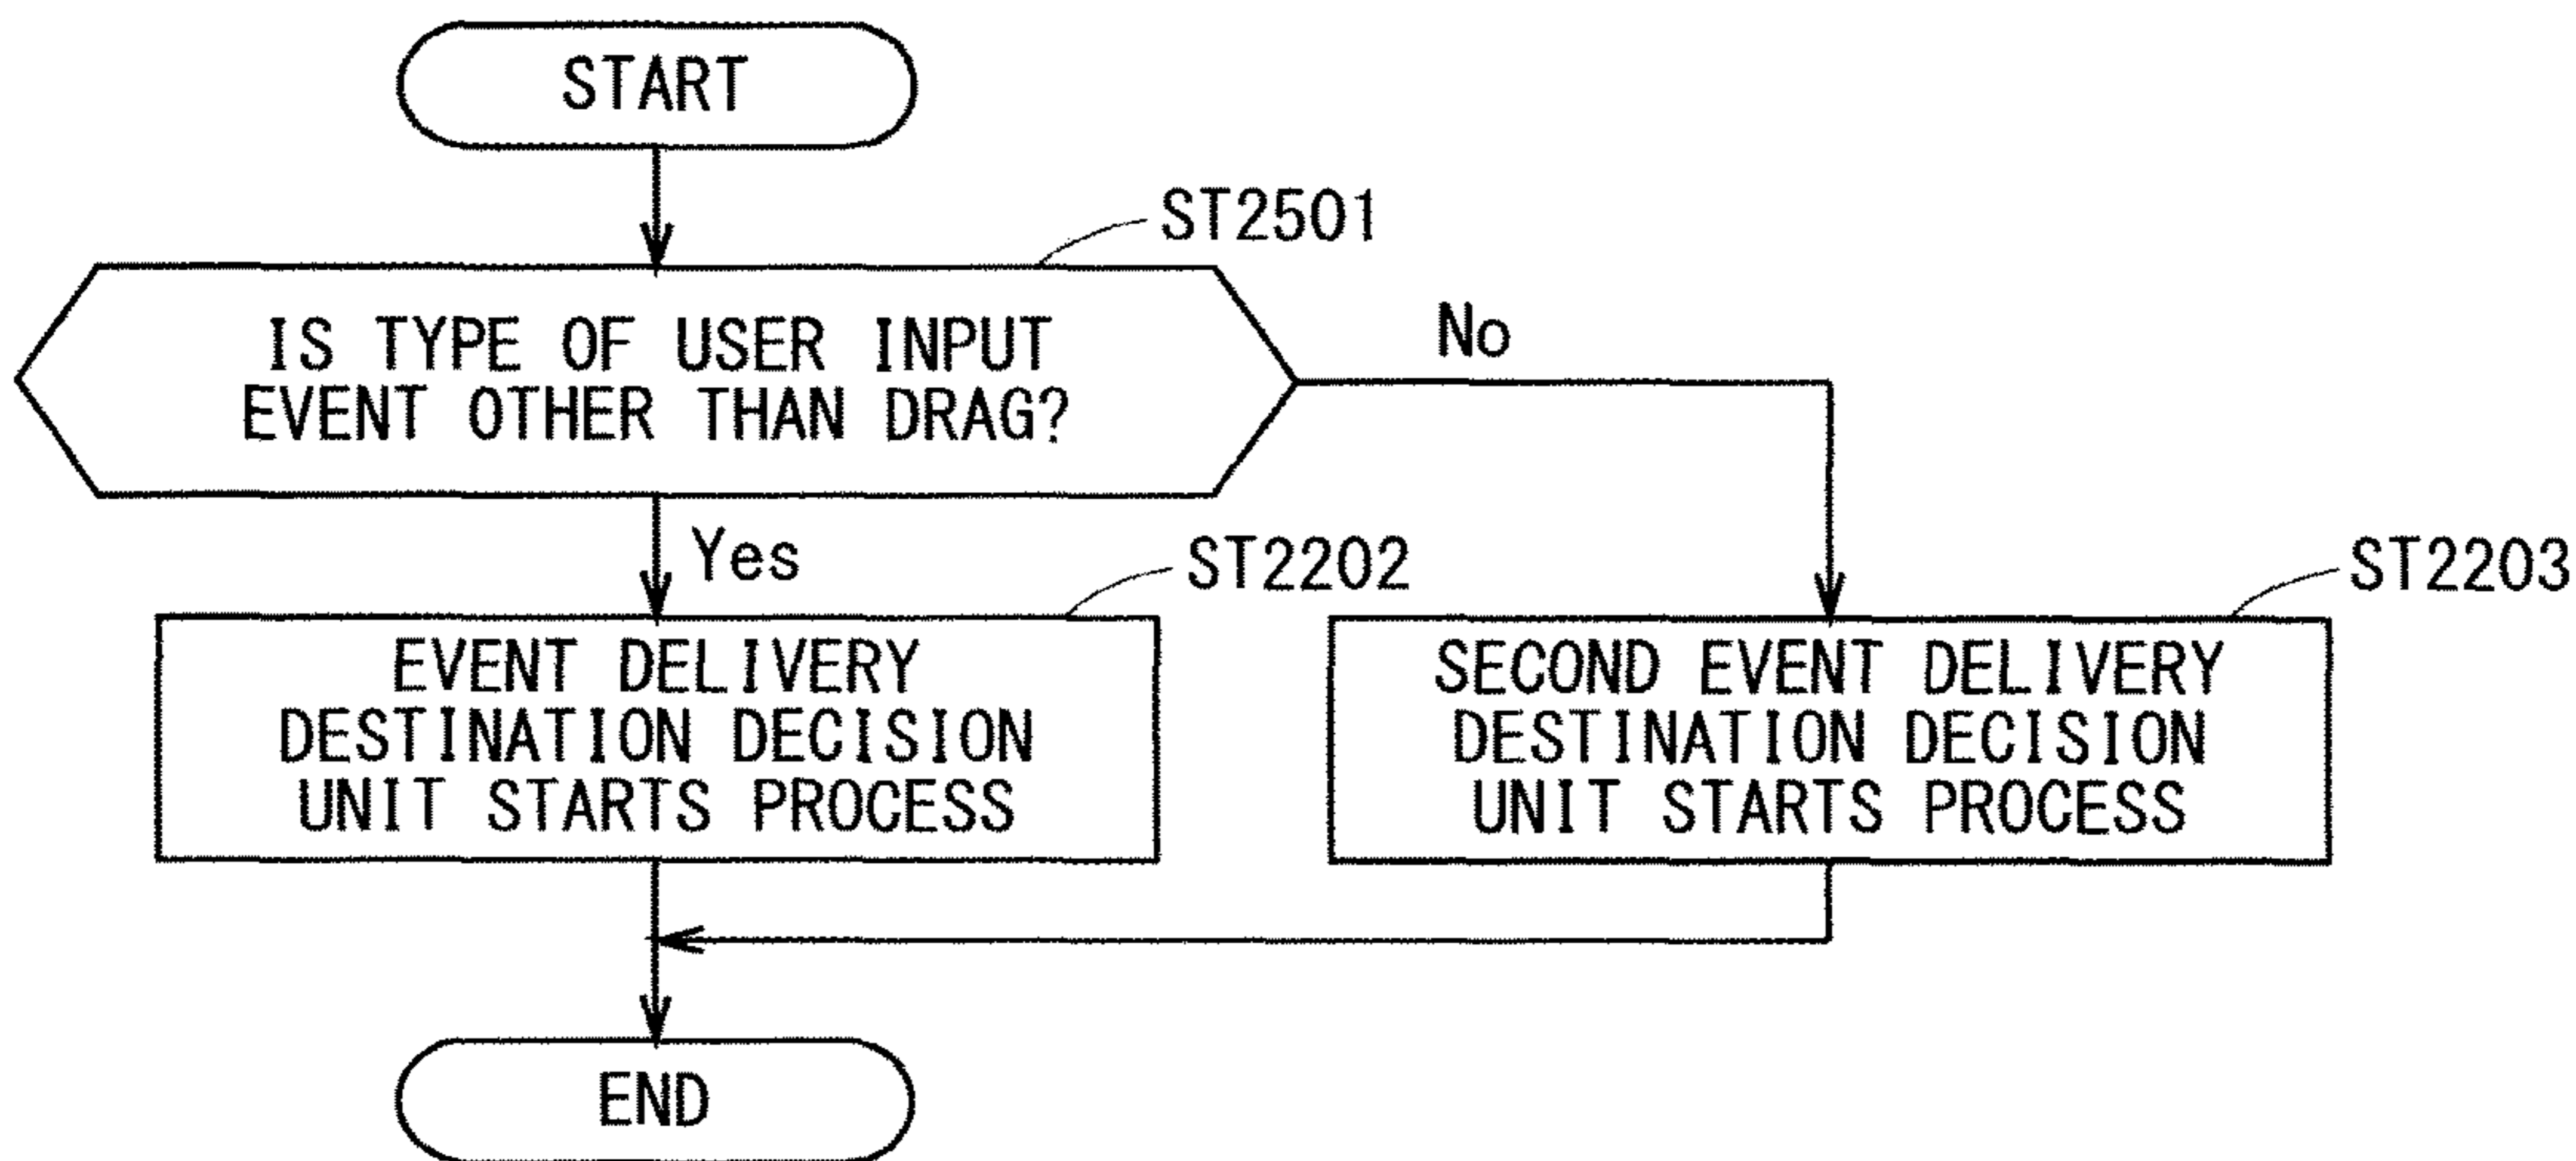 START
ST2501
IS TYPE OF USER INPUT
EVENT OTHER THAN DRAG?
No
Yes
ST2202
EVENT DELIVERY
DESTINATION DECISION
UNIT STARTS PROCESS
ST2203
SECOND EVENT DELIVERY
DESTINATION DECISION
UNIT STARTS PROCESS
END